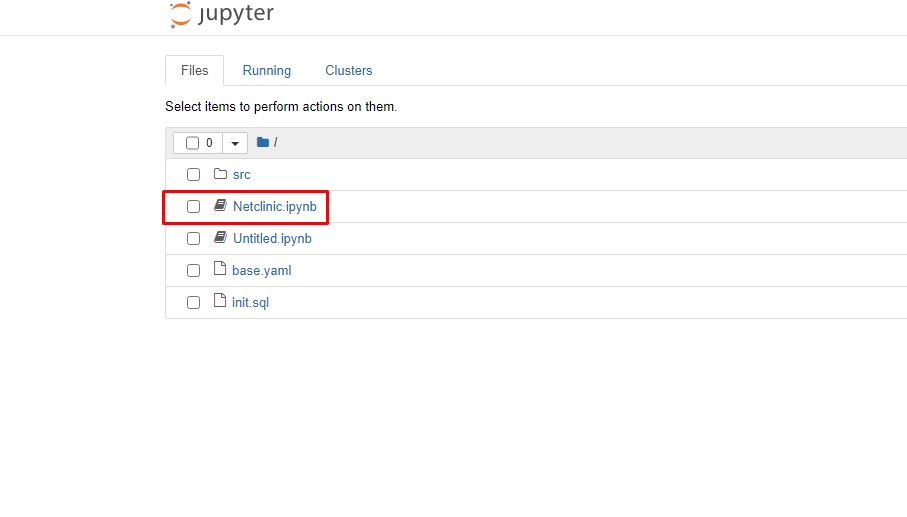 jupyter
Files Running Clusters
Select items to perform actions on them.
0 /
src
Netclinic.ipynb
Untitled.ipynb
base.yaml
init.sql